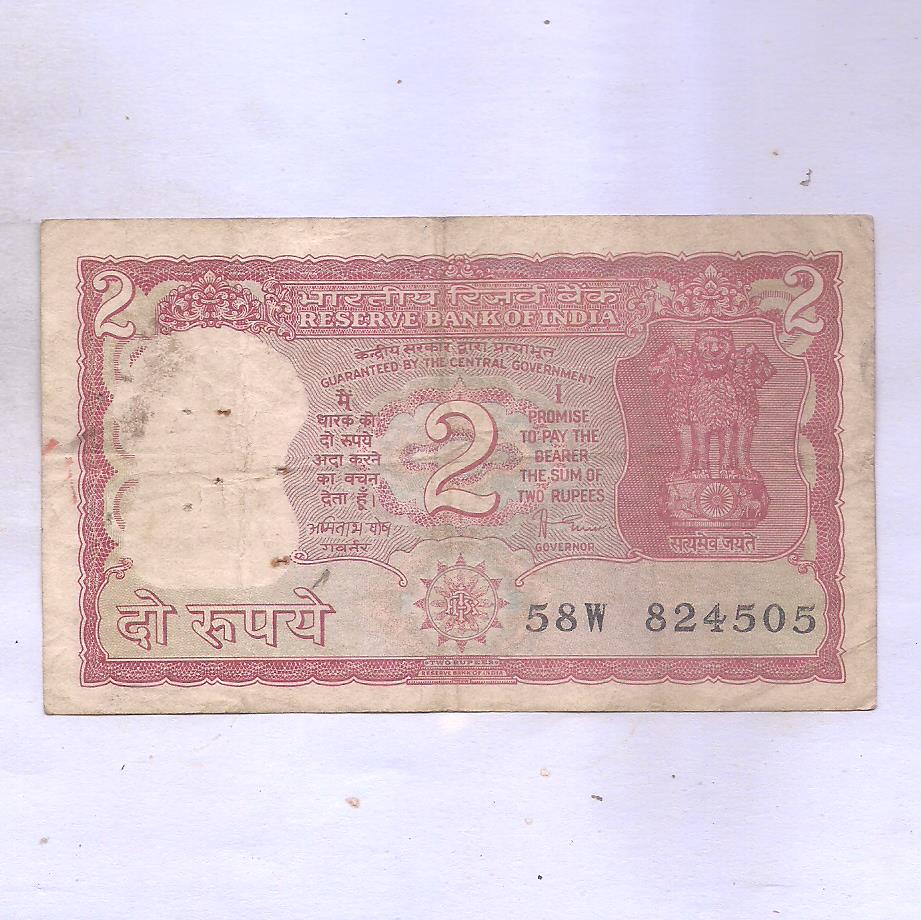 2 2
भारतीय रिज़र्व बैंक
RESERVE BANK OF INDIA
केन्द्रीय सरकार द्वारा प्रत्याभूत
GUARANTEED BY THE CENTRAL GOVERNMENT
मैं
धारक को
दो रुपये
अदा करने
का वचन
देता हूँ।
अमिताभ घोष
गवर्नर
2
I
PROMISE
TO PAY THE
BEARER
THE SUM OF
TWO RUPEES
GOVERNOR
सत्यमेव जयते
दो रूपये
58W 824505
TWO RUPEES
RESERVE BANK OF INDIA